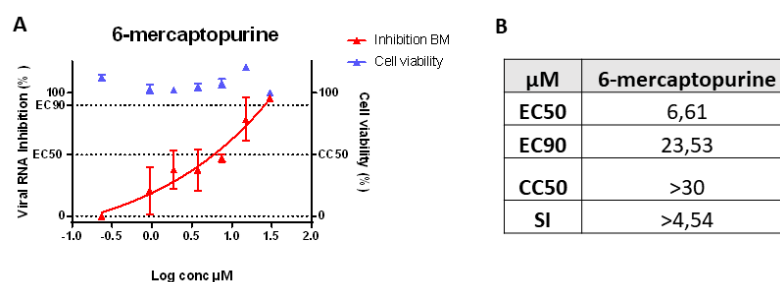 A
6-mercaptopurine
Inhibition BM
Cell viability
Viral RNA Inhibition (% )
100
EC90
EC50
0
100
CC50
0
Cell viability (% )
-1.0 -0.5 0.0 0.5 1.0 1.5 2.0
Log conc µM
B
µM 6-mercaptopurine
EC50 6,61
EC90 23,53
CC50 >30
SI >4,54